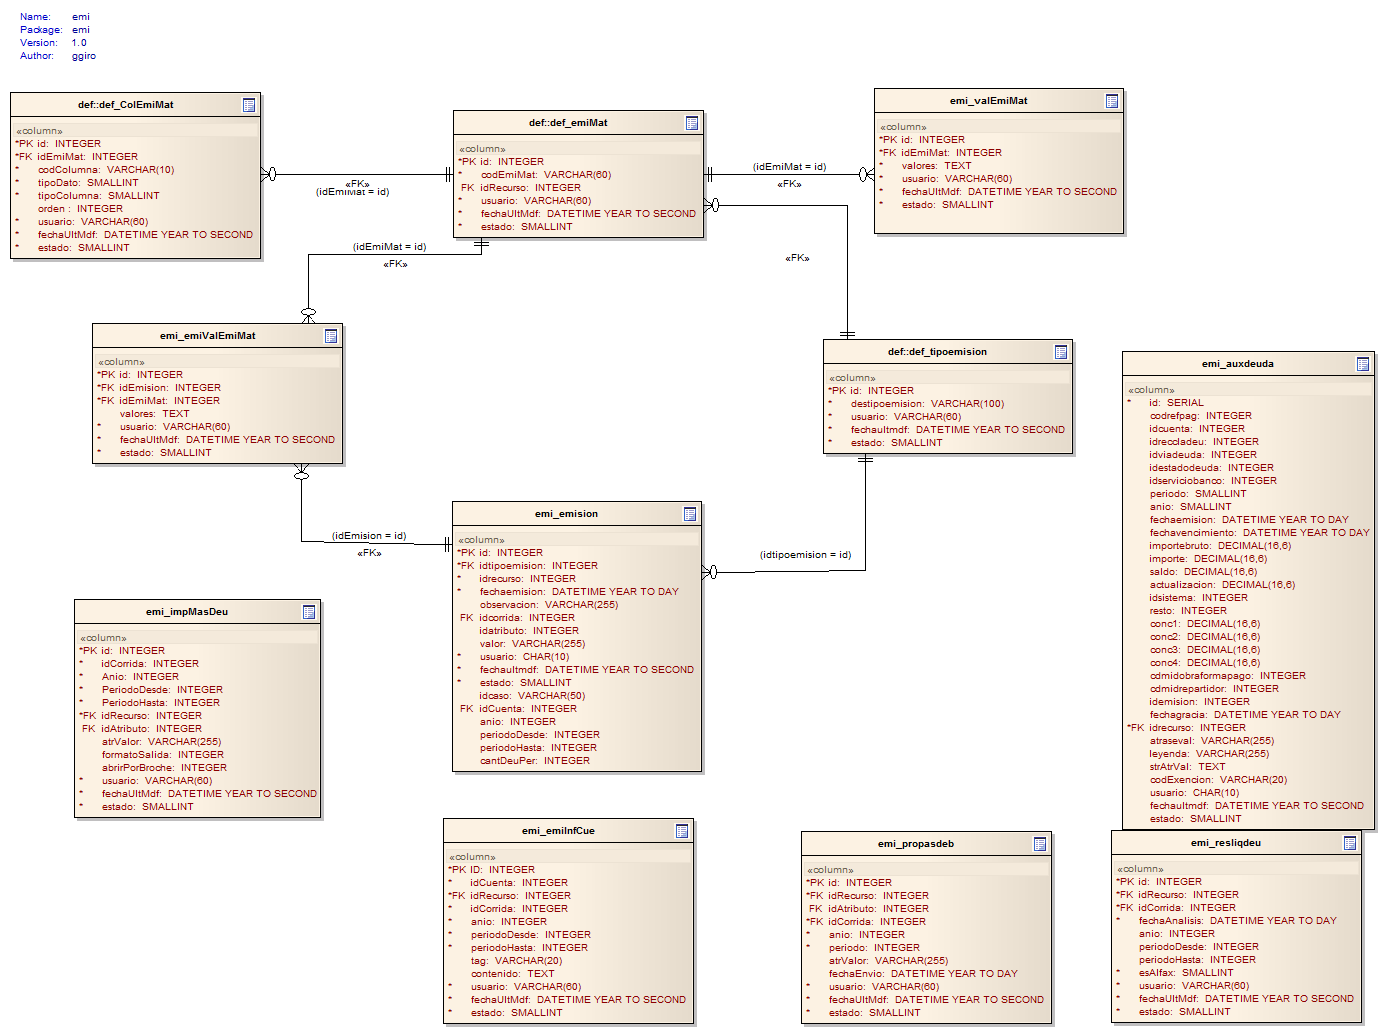 Name: emi
Package: emi
Version: 1.0
Author: ggiro
def::def_ColEmiMat
«column»
*PK id: INTEGER
*FK idEmiMat: INTEGER
* codColumna: VARCHAR(10)
* tipoDato: SMALLINT
* tipoColumna: SMALLINT
orden : INTEGER
* usuario: VARCHAR(60)
* fechaUltMdf: DATETIME YEAR TO SECOND
* estado: SMALLINT
def::def_emiMat
«column»
*PK id: INTEGER
* codEmiMat: VARCHAR(60)
FK idRecurso: INTEGER
* usuario: VARCHAR(60)
* fechaUltMdf: DATETIME YEAR TO SECOND
* estado: SMALLINT
emi_valEmiMat
«column»
*PK id: INTEGER
*FK idEmiMat: INTEGER
* valores: TEXT
* usuario: VARCHAR(60)
* fechaUltMdf: DATETIME YEAR TO SECOND
* estado: SMALLINT
«FK»
(idEmiMat = id)
(idEmiMat = id)
«FK»
(idEmiMat = id)
«FK»
«FK»
emi_emiValEmiMat
«column»
*PK id: INTEGER
*FK idEmision: INTEGER
*FK idEmiMat: INTEGER
valores: TEXT
* usuario: VARCHAR(60)
* fechaUltMdf: DATETIME YEAR TO SECOND
* estado: SMALLINT
def::def_tipoemision
«column»
*PK id: INTEGER
* destipoemision: VARCHAR(100)
* usuario: VARCHAR(60)
* fechaultmdf: DATETIME YEAR TO SECOND
* estado: SMALLINT
emi_auxdeuda
«column»
* id: SERIAL
codrefpag: INTEGER
idcuenta: INTEGER
idreccladeu: INTEGER
idviadeuda: INTEGER
idestadodeuda: INTEGER
idserviciobanco: INTEGER
periodo: SMALLINT
anio: SMALLINT
fechaemision: DATETIME YEAR TO DAY
fechavencimiento: DATETIME YEAR TO DAY
importebruto: DECIMAL(16,6)
importe: DECIMAL(16,6)
saldo: DECIMAL(16,6)
actualizacion: DECIMAL(16,6)
idsistema: INTEGER
resto: INTEGER
conc1: DECIMAL(16,6)
conc2: DECIMAL(16,6)
conc3: DECIMAL(16,6)
conc4: DECIMAL(16,6)
cdmidobraformapago: INTEGER
cdmidrepartidor: INTEGER
idemision: INTEGER
fechagracia: DATETIME YEAR TO DAY
*FK idrecurso: INTEGER
atraseval: VARCHAR(255)
leyenda: VARCHAR(255)
strAtrVal: TEXT
codExencion: VARCHAR(20)
usuario: CHAR(10)
fechaultmdf: DATETIME YEAR TO SECOND
estado: SMALLINT
(idEmision = id)
«FK»
(idtipoemision = id)
emi_emision
«column»
*PK id: INTEGER
*FK idtipoemision: INTEGER
* idrecurso: INTEGER
* fechaemision: DATETIME YEAR TO DAY
observacion: VARCHAR(255)
FK idcorrida: INTEGER
idatributo: INTEGER
valor: VARCHAR(255)
* usuario: CHAR(10)
* fechaultmdf: DATETIME YEAR TO SECOND
* estado: SMALLINT
idcaso: VARCHAR(50)
FK idCuenta: INTEGER
anio: INTEGER
periodoDesde: INTEGER
periodoHasta: INTEGER
cantDeuPer: INTEGER
emi_impMasDeu
«column»
*PK id: INTEGER
* idCorrida: INTEGER
* Anio: INTEGER
* PeriodoDesde: INTEGER
* PeriodoHasta: INTEGER
*FK idRecurso: INTEGER
FK idAtributo: INTEGER
atrValor: VARCHAR(255)
formatoSalida: INTEGER
abrirPorBroche: INTEGER
* usuario: VARCHAR(60)
* fechaUltMdf: DATETIME YEAR TO SECOND
* estado: SMALLINT
emi_emiInfCue
«column»
*PK ID: INTEGER
* idCuenta: INTEGER
*FK idRecurso: INTEGER
* idCorrida: INTEGER
* anio: INTEGER
* periodoDesde: INTEGER
* periodoHasta: INTEGER
tag: VARCHAR(20)
contenido: TEXT
* usuario: VARCHAR(60)
* fechaUltMdf: DATETIME YEAR TO SECOND
* estado: SMALLINT
emi_propasdeb
«column»
*PK id: INTEGER
*FK idRecurso: INTEGER
FK idAtributo: INTEGER
*FK idCorrida: INTEGER
* anio: INTEGER
* periodo: INTEGER
atrValor: VARCHAR(255)
fechaEnvio: DATETIME YEAR TO DAY
* usuario: VARCHAR(60)
* fechaUltMdf: DATETIME YEAR TO SECOND
* estado: SMALLINT
emi_resliqdeu
«column»
*PK id: INTEGER
*FK idRecurso: INTEGER
*FK idCorrida: INTEGER
* fechaAnalisis: DATETIME YEAR TO DAY
anio: INTEGER
periodoDesde: INTEGER
periodoHasta: INTEGER
* esAlfax: SMALLINT
* usuario: VARCHAR(60)
* fechaUltMdf: DATETIME YEAR TO SECOND
* estado: SMALLINT